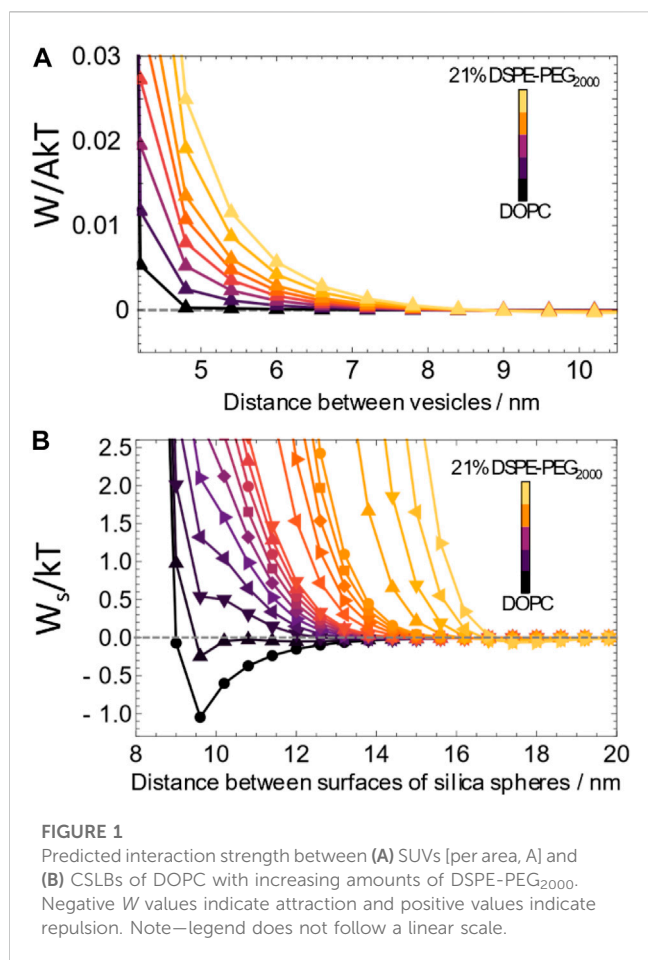 A
0.03
0.02
0.01
0
W/AkT
21% DSPE-PEG2000
DOPC
5 6 7 8 9 10
Distance between vesicles / nm
B
2.5
2.0
1.5
1.0
0.5
0.0
- 0.5
- 1.0
Ws/kT
21% DSPE-PEG2000
DOPC
8 10 12 14 16 18 20
Distance between surfaces of silica spheres / nm
FIGURE 1
Predicted interaction strength between (A) SUVs [per area, A] and
(B) CSLBs of DOPC with increasing amounts of DSPE-PEG2000.
Negative W values indicate attraction and positive values indicate
repulsion. Note—legend does not follow a linear scale.